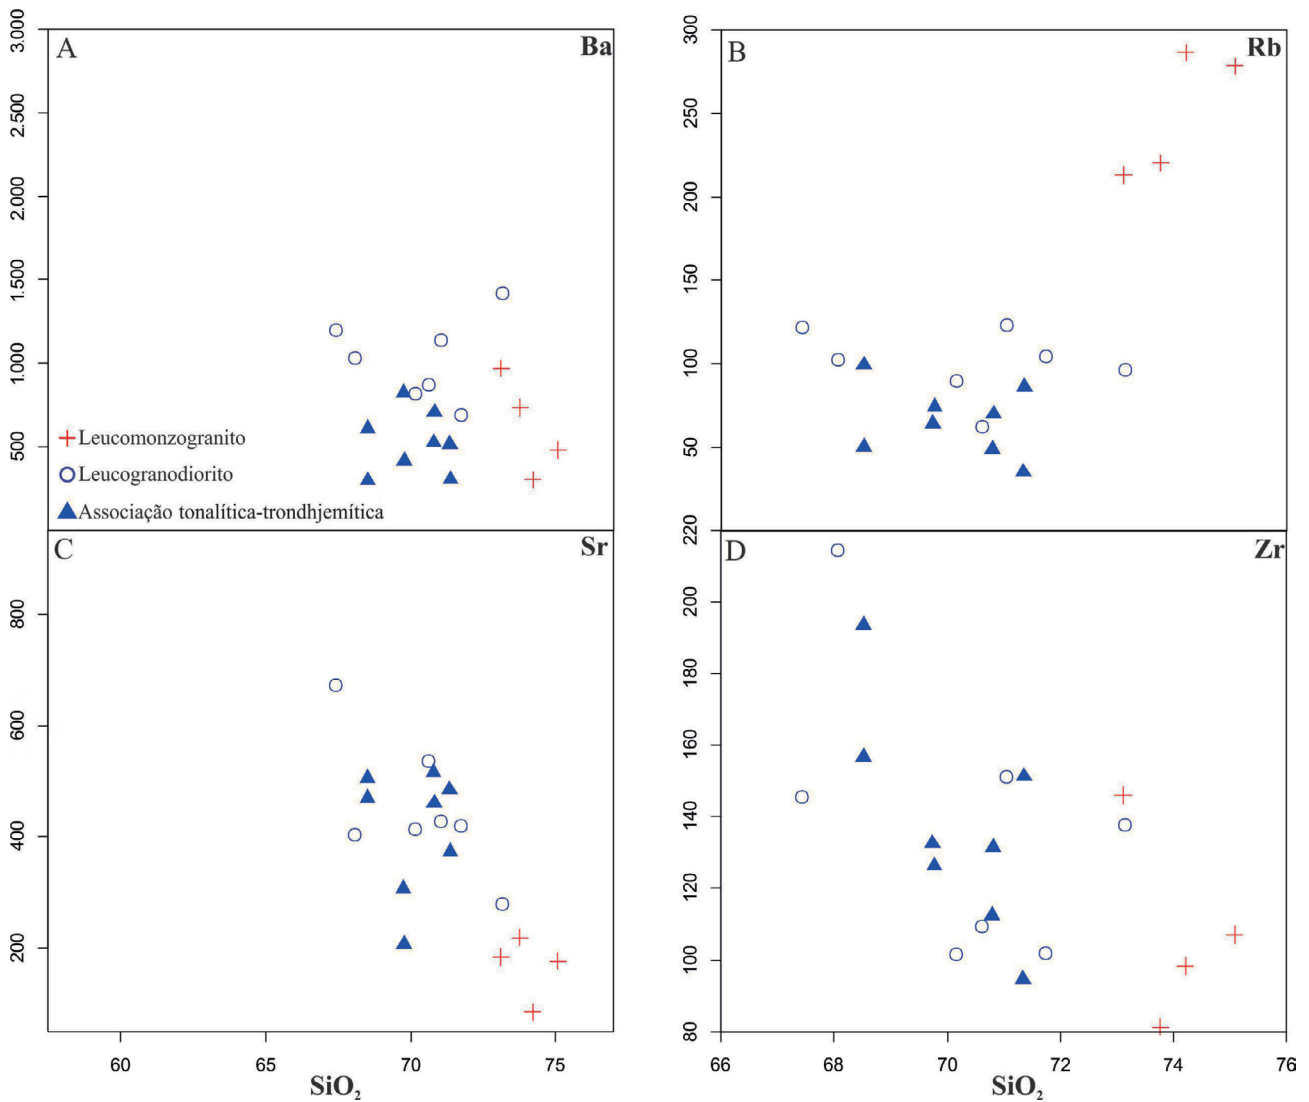 A
Ba
3.000
2.500
2.000
1.500
1.000
500
Leucomonzogranito
Leucogranodiorito
Associação tonalítica-trondhjemítica
B
Rb
300
250
200
150
100
50
220
C
Sr
800
600
400
200
60
65
70
75
SiO₂
D
Zr
220
200
180
160
140
120
100
80
66
68
70
72
74
76
SiO₂